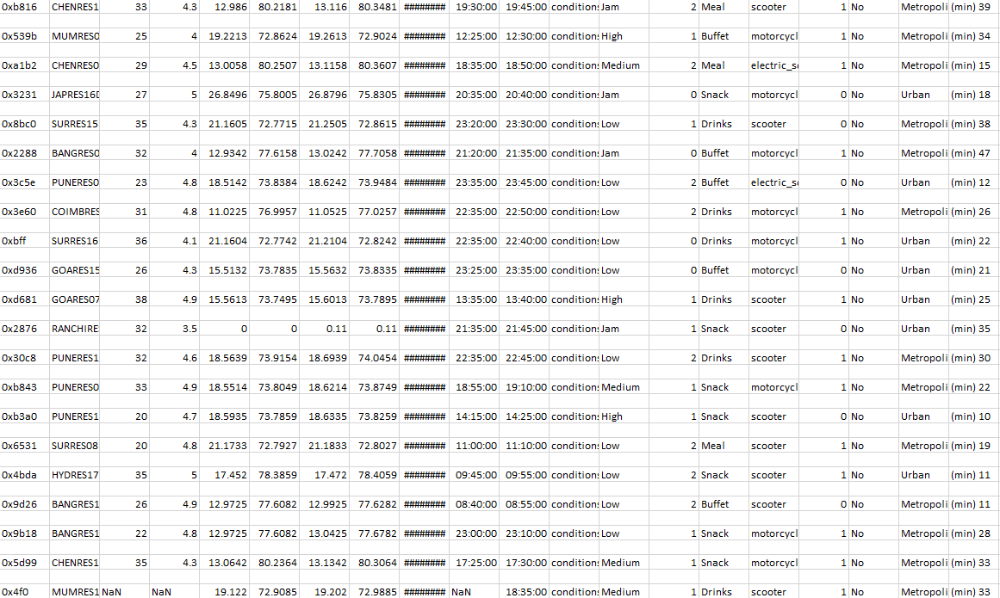 0xb816 CHENRES1 33 4.3 12.986 80.2181 13.116 80.3481 ######## 19:30:00 19:45:00 conditions Jam 2 Meal scooter 1 No Metropoli (min) 39
0x539b MUMRES0 25 4 19.2213 72.8624 19.2613 72.9024 ######## 12:25:00 12:30:00 conditions High 1 Buffet motorcycl 1 No Metropoli (min) 34
0xa1b2 CHENRES0 29 4.5 13.0058 80.2507 13.1158 80.3607 ######## 18:35:00 18:50:00 conditions Medium 2 Meal electric_s 1 No Metropoli (min) 15
0x3231 JAPRES16D 27 5 26.8496 75.8005 26.8796 75.8305 ######## 20:35:00 20:40:00 conditions Jam 0 Snack motorcycl 1 No Urban (min) 18
0x8bc0 SURRES15 35 4.3 21.1605 72.7715 21.2505 72.8615 ######## 23:20:00 23:30:00 conditions Low 1 Drinks scooter 0 No Metropoli (min) 38
0x2288 BANGRES0 32 4 12.9342 77.6158 13.0242 77.7058 ######## 21:20:00 21:35:00 conditions Jam 0 Buffet motorcycl 1 No Metropoli (min) 47
0x3c5e PUNERES0 23 4.8 18.5142 73.8384 18.6242 73.9484 ######## 23:35:00 23:45:00 conditions Low 2 Buffet electric_s 0 No Urban (min) 12
0x3e60 COIMBRES 31 4.8 11.0225 76.9957 11.0525 77.0257 ######## 22:35:00 22:50:00 conditions Low 2 Drinks motorcycl 1 No Metropoli (min) 26
0xbff SURRES16 36 4.1 21.1604 72.7742 21.2104 72.8242 ######## 22:35:00 22:40:00 conditions Low 0 Drinks motorcycl 1 No Urban (min) 22
0xd936 GOARES15 26 4.3 15.5132 73.7835 15.5632 73.8335 ######## 23:25:00 23:35:00 conditions Low 0 Buffet motorcycl 1 No Urban (min) 21
0xd681 GOARES07 38 4.9 15.5613 73.7495 15.6013 73.7895 ######## 13:35:00 13:40:00 conditions High 1 Drinks scooter 1 No Urban (min) 25
0x2876 RANCHIRE 32 3.5 0 0 0.11 0.11 ######## 21:35:00 21:45:00 conditions Jam 1 Snack scooter 0 No Urban (min) 35
0x30c8 PUNERES1 32 4.6 18.5639 73.9154 18.6939 74.0454 ######## 22:35:00 22:45:00 conditions Low 2 Drinks scooter 1 No Metropoli (min) 30
0xb843 PUNERES0 33 4.9 18.5514 73.8049 18.6214 73.8749 ######## 18:55:00 19:10:00 conditions Medium 1 Snack motorcycl 1 No Metropoli (min) 22
0xb3a0 PUNERES1 20 4.7 18.5935 73.7859 18.6335 73.8259 ######## 14:15:00 14:25:00 conditions High 1 Snack scooter 0 No Urban (min) 10
0x6531 SURRES08 20 4.8 21.1733 72.7927 21.1833 72.8027 ######## 11:00:00 11:10:00 conditions Low 2 Meal scooter 1 No Metropoli (min) 19
0x4bda HYDRES17 35 5 17.452 78.3859 17.472 78.4059 ######## 09:45:00 09:55:00 conditions Low 2 Snack scooter 1 No Urban (min) 11
0x9d26 BANGRES1 26 4.9 12.9725 77.6082 12.9925 77.6282 ######## 08:40:00 08:55:00 conditions Low 2 Buffet scooter 0 No Metropoli (min) 11
0x9b18 BANGRES1 22 4.8 12.9725 77.6082 13.0425 77.6782 ######## 23:00:00 23:10:00 conditions Low 1 Snack motorcycl 1 No Metropoli (min) 28
0x5d99 CHENRES1 35 4.3 13.0642 80.2364 13.1342 80.3064 ######## 17:25:00 17:30:00 conditions Medium 1 Snack motorcycl 1 No Metropoli (min) 33
0x4f0 MUMRES1 NaN NaN 19.122 72.9085 19.202 72.9885 ######## NaN 18:35:00 conditions Medium 1 Drinks scooter 1 No Metropoli (min) 33